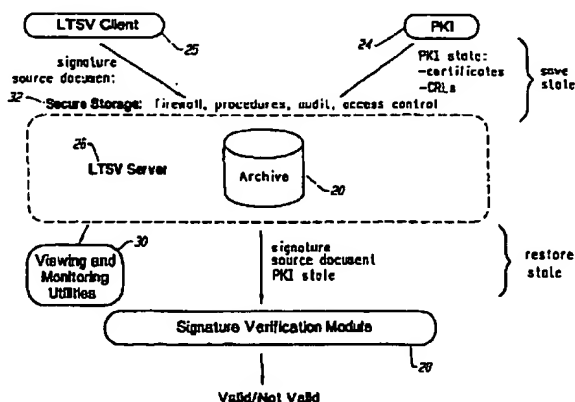 LTSV Client
25
PKI
24
signature
source document:
PKI state:
-certificates
-CRLs
save
state
32
Secure Storage: firewall, procedures, audit, access control
26
LTSV Server
Archive
20
30
Viewing and
Monitoring
Utilities
signature
source document
PKI state
restore
state
Signature Verification Module
28
Valid/Not Valid